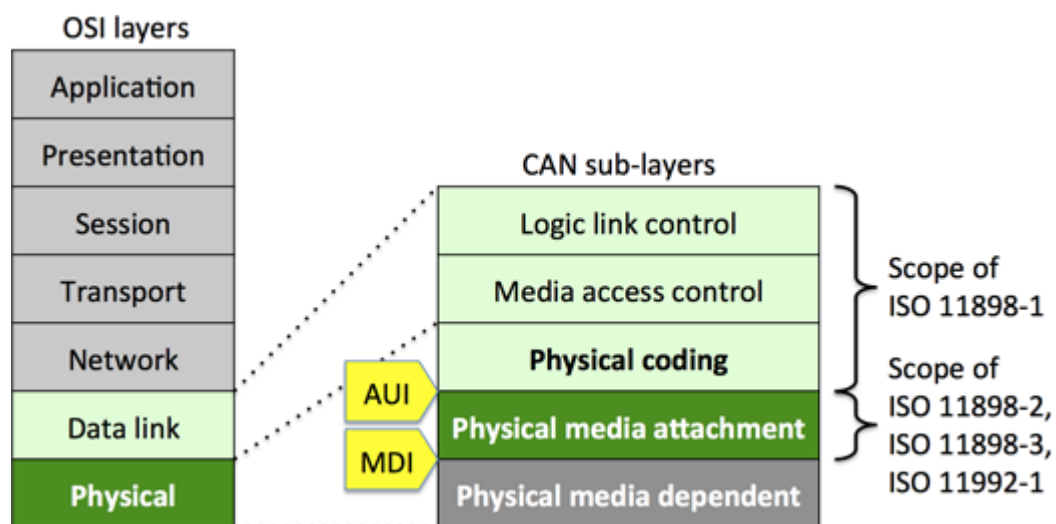 OSI layers
Application
Presentation
Session
Transport
Network
Data link
Physical
CAN sub-layers
Logic link control
Media access control
Physical coding
Physical media attachment
Physical media dependent
AUI
MDI
Scope of
ISO 11898-1
Scope of
ISO 11898-2,
ISO 11898-3,
ISO 11992-1